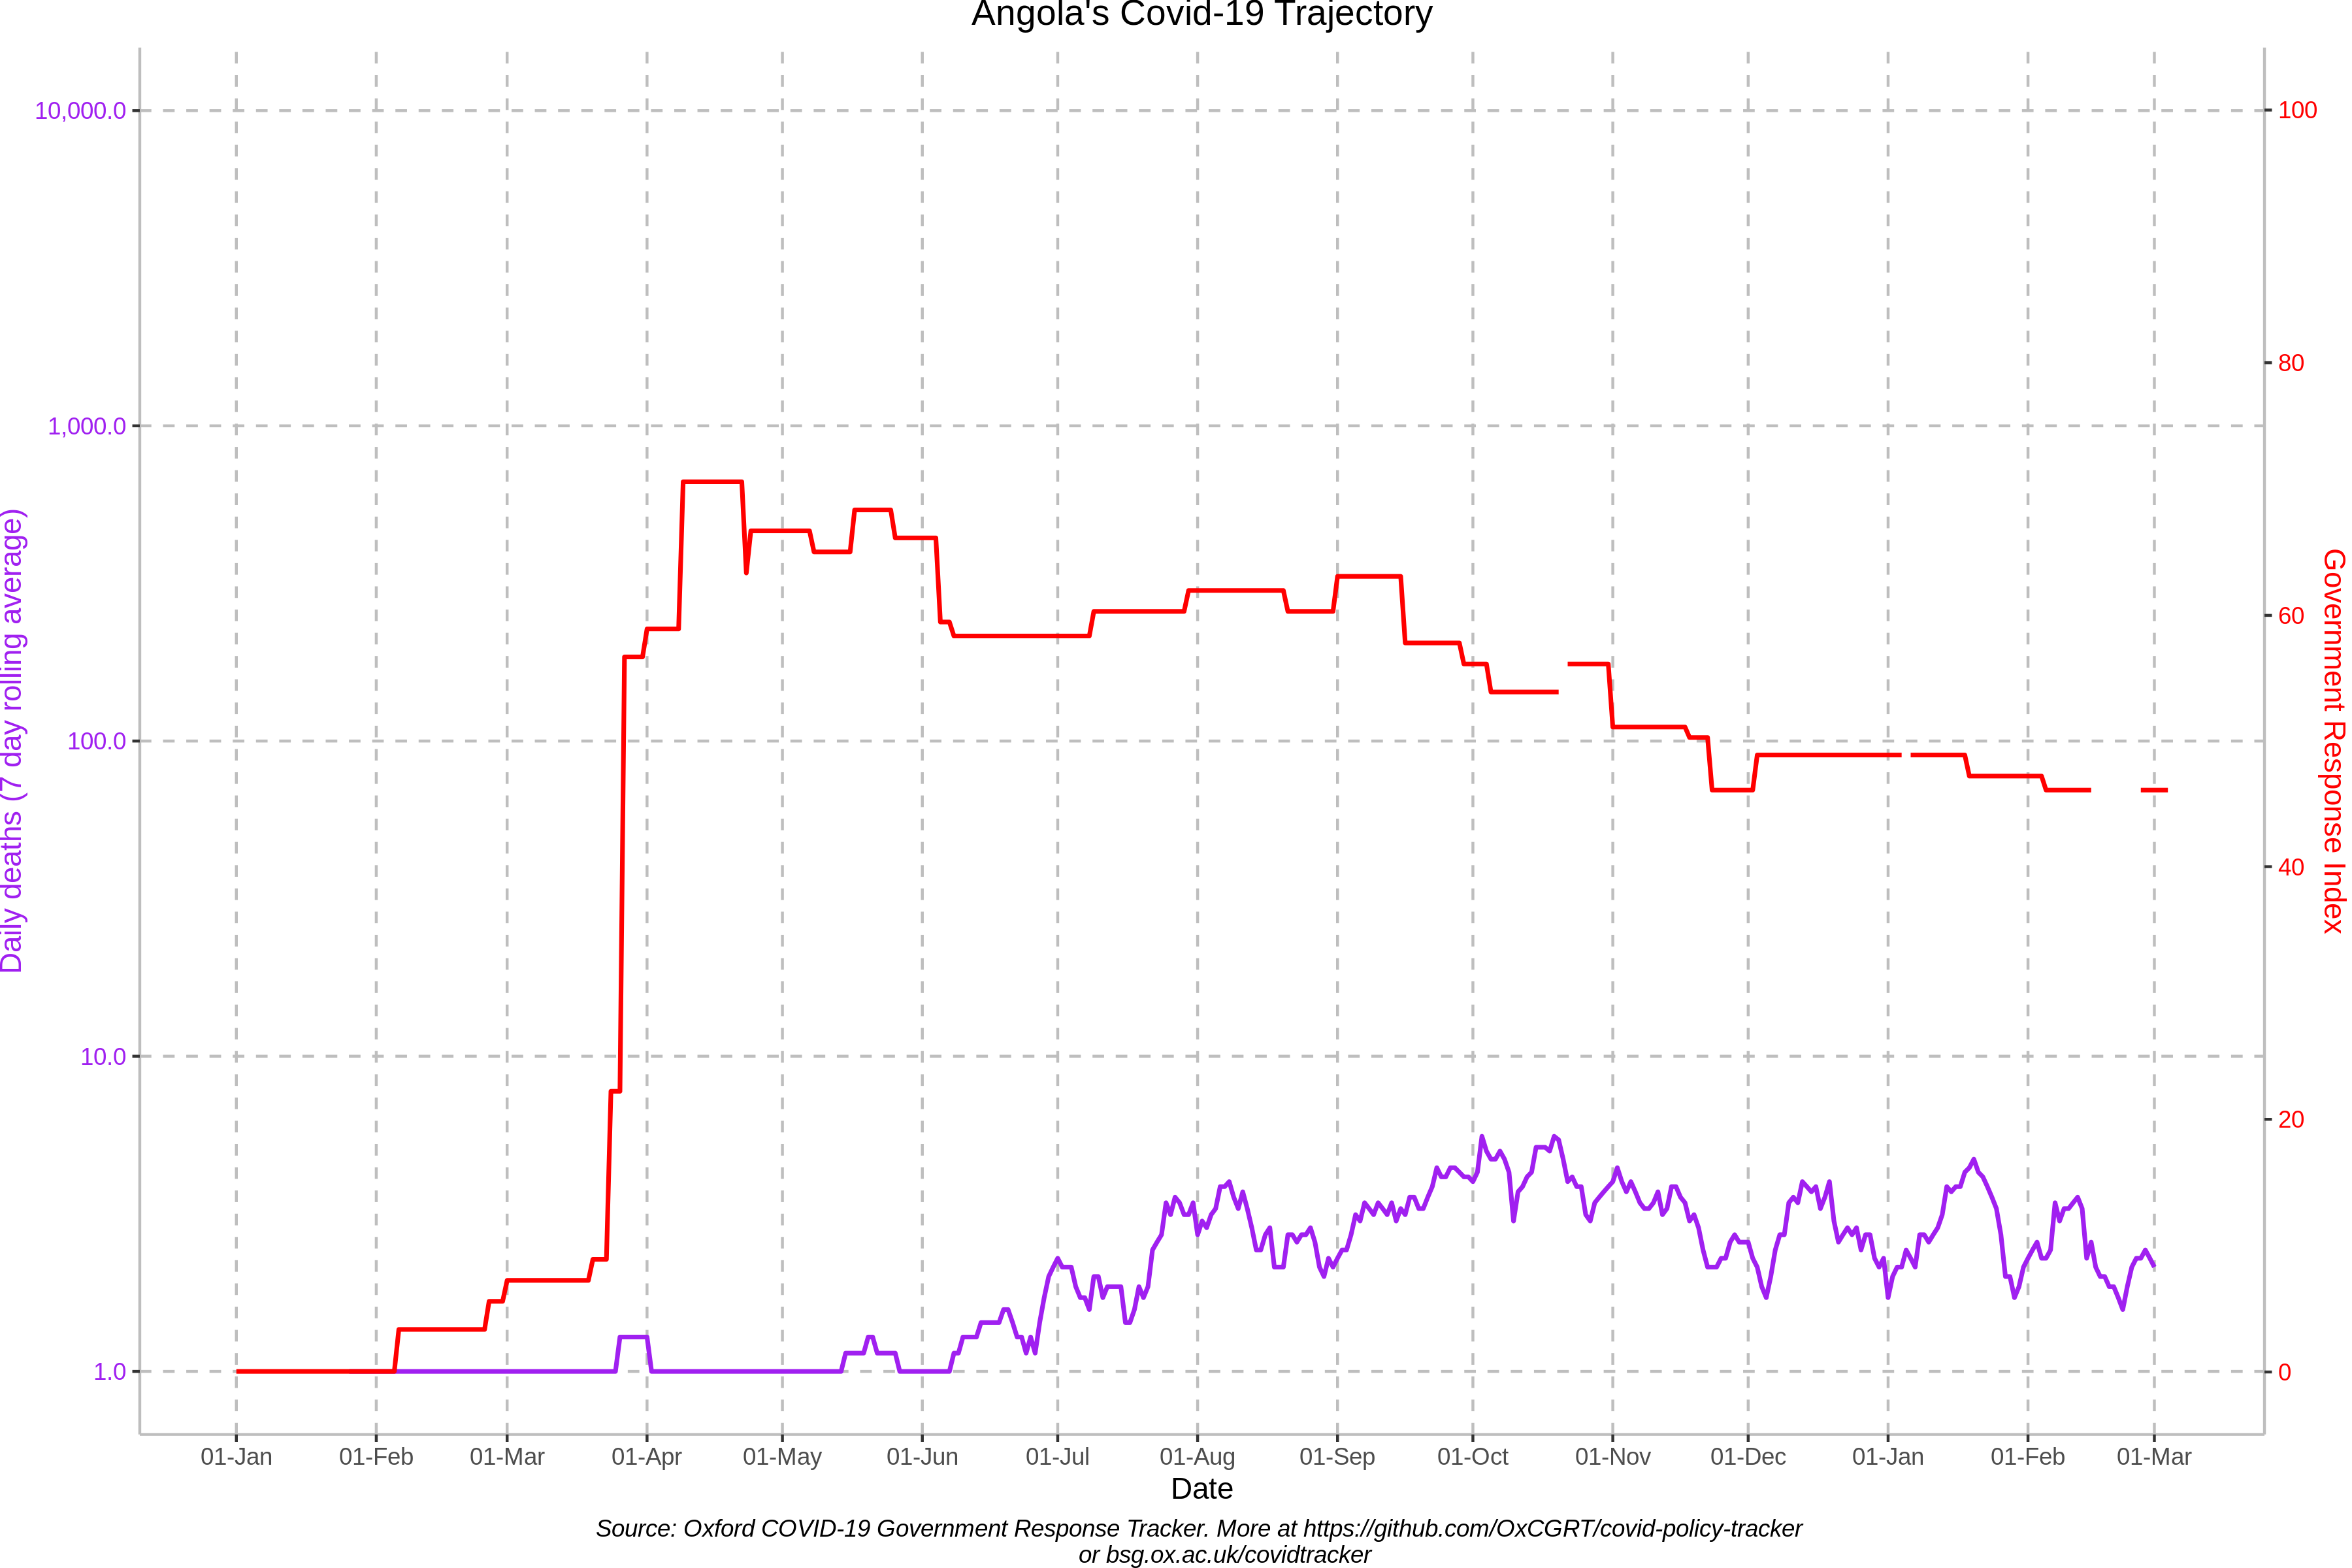 Angola's Covid-19 Trajectory
10,000.0
1,000.0
100.0
10.0
1.0
Daily deaths (7 day rolling average)
100
80
60
40
20
0
Government Response Index
01-Jan 01-Feb 01-Mar 01-Apr 01-May 01-Jun 01-Jul 01-Aug 01-Sep 01-Oct 01-Nov 01-Dec 01-Jan 01-Feb 01-Mar
Date
Source: Oxford COVID-19 Government Response Tracker. More at https://github.com/OxCGRT/covid-policy-tracker
or bsg.ox.ac.uk/covidtracker